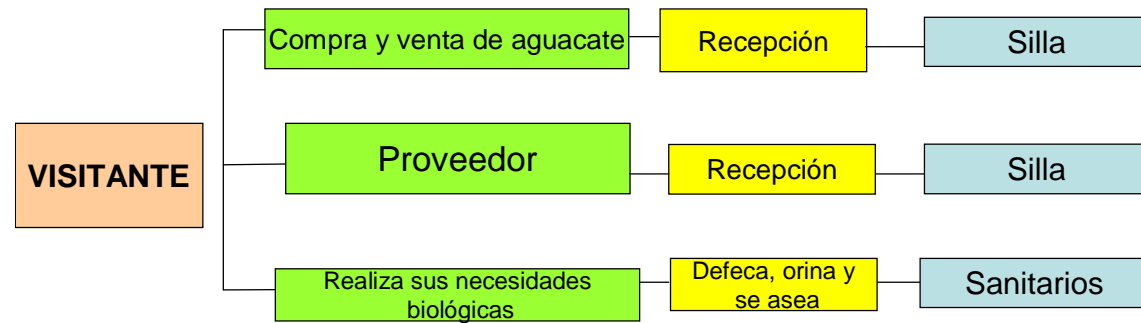 Compra y venta de aguacate
Recepción
Silla
VISITANTE
Proveedor
Recepción
Silla
Realiza sus necesidades
biológicas
Defeca, orina y
se asea
Sanitarios